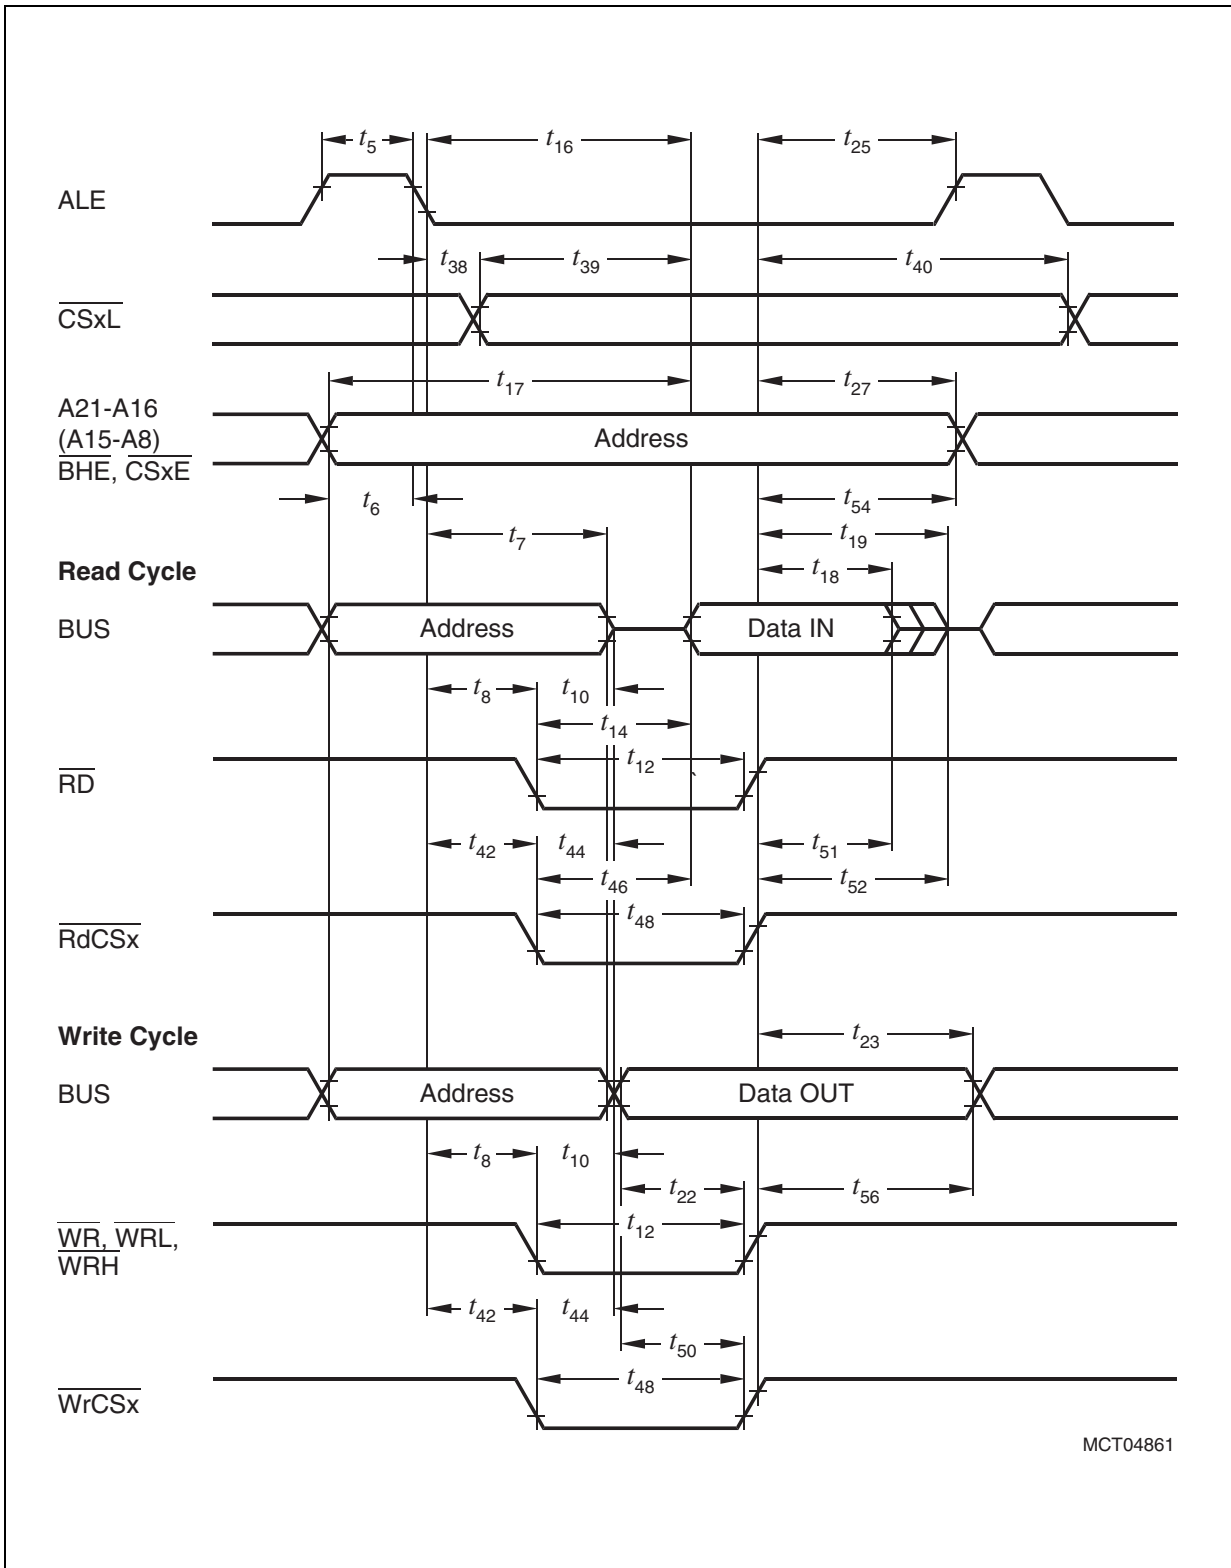 t5
t16
t25
ALE
t38
t39
t40
CSxL
t17
t27
A21-A16
(A15-A8)
BHE, CSxE
Address
t6
t54
t7
t19
Read Cycle
t18
BUS
Address
Data IN
t8
t10
t14
t12
RD
t42
t44
t51
t46
t52
t48
RdCSx
Write Cycle
t23
BUS
Address
Data OUT
t8
t10
t22
t56
t12
WR, WRL,
WRH
t42
t44
t50
t48
WrCSx
MCT04861